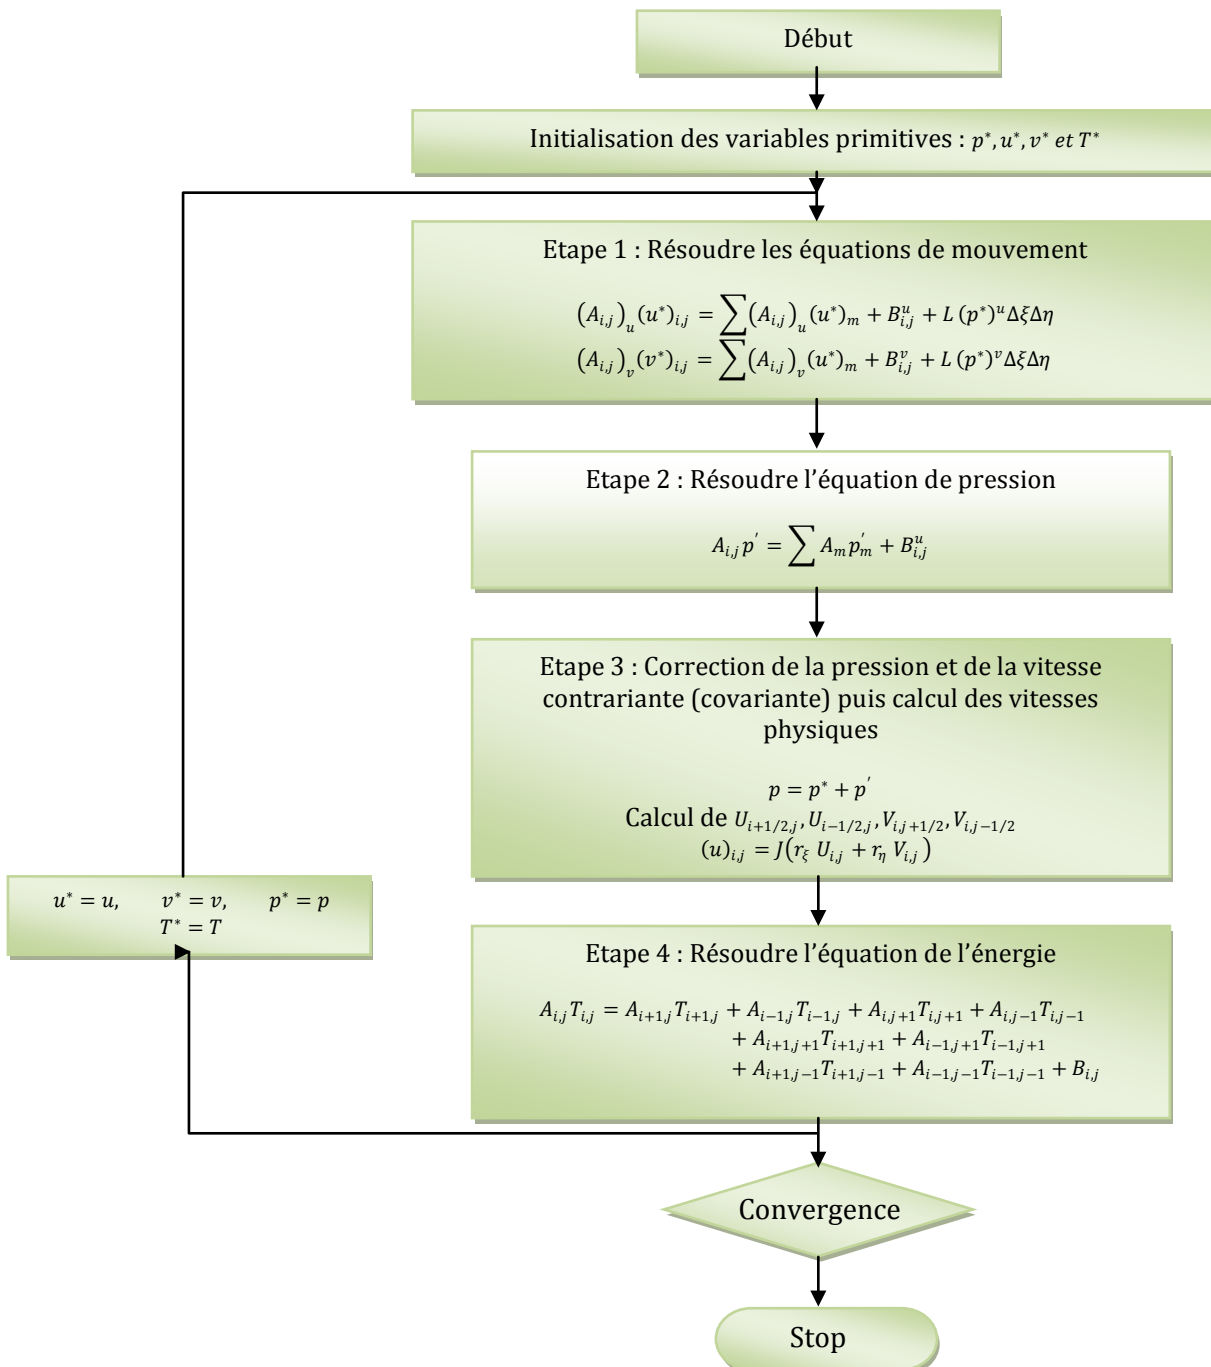 Début
Initialisation des variables primitives : p*, u*, v* et T*
Etape 1 : Résoudre les équations de mouvement
(A_{i,j})_u (u*)_{i,j} = ∑(A_{i,j})_u (u*)_m + B^u_{i,j} + L (p*)^u ΔξΔη
(A_{i,j})_v (v*)_{i,j} = ∑(A_{i,j})_v (u*)_m + B^v_{i,j} + L (p*)^v ΔξΔη
Etape 2 : Résoudre l’équation de pression
A_{i,j} p' = ∑ A_m p'_m + B^u_{i,j}
Etape 3 : Correction de la pression et de la vitesse
contrariante (covariante) puis calcul des vitesses
physiques
p = p* + p'
Calcul de U_{i+1/2,j}, U_{i−1/2,j}, V_{i,j+1/2}, V_{i,j−1/2}
(u)_{i,j} = J(r_ξ U_{i,j} + r_η V_{i,j})
u* = u, v* = v, p* = p
T* = T
Etape 4 : Résoudre l’équation de l’énergie
A_{i,j}T_{i,j} = A_{i+1,j}T_{i+1,j} + A_{i−1,j}T_{i−1,j} + A_{i,j+1}T_{i,j+1} + A_{i,j−1}T_{i,j−1}
+ A_{i+1,j+1}T_{i+1,j+1} + A_{i−1,j+1}T_{i−1,j+1}
+ A_{i+1,j−1}T_{i+1,j−1} + A_{i−1,j−1}T_{i−1,j−1} + B_{i,j}
Convergence
Stop